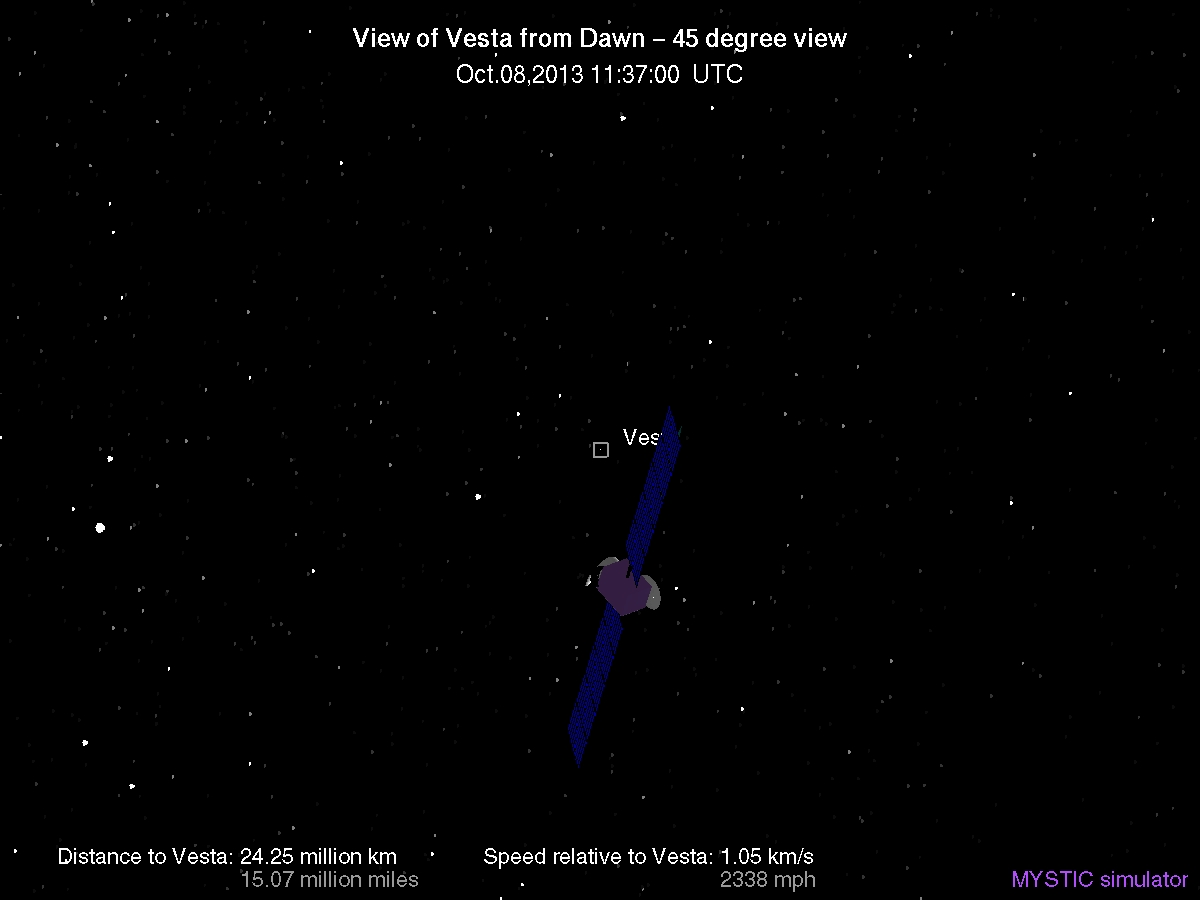 View of Vesta from Dawn – 45 degree view
Oct.08,2013 11:37:00 UTC
Ves
Distance to Vesta: 24.25 million km
15.07 million miles
Speed relative to Vesta: 1.05 km/s
2338 mph
MYSTIC simulator